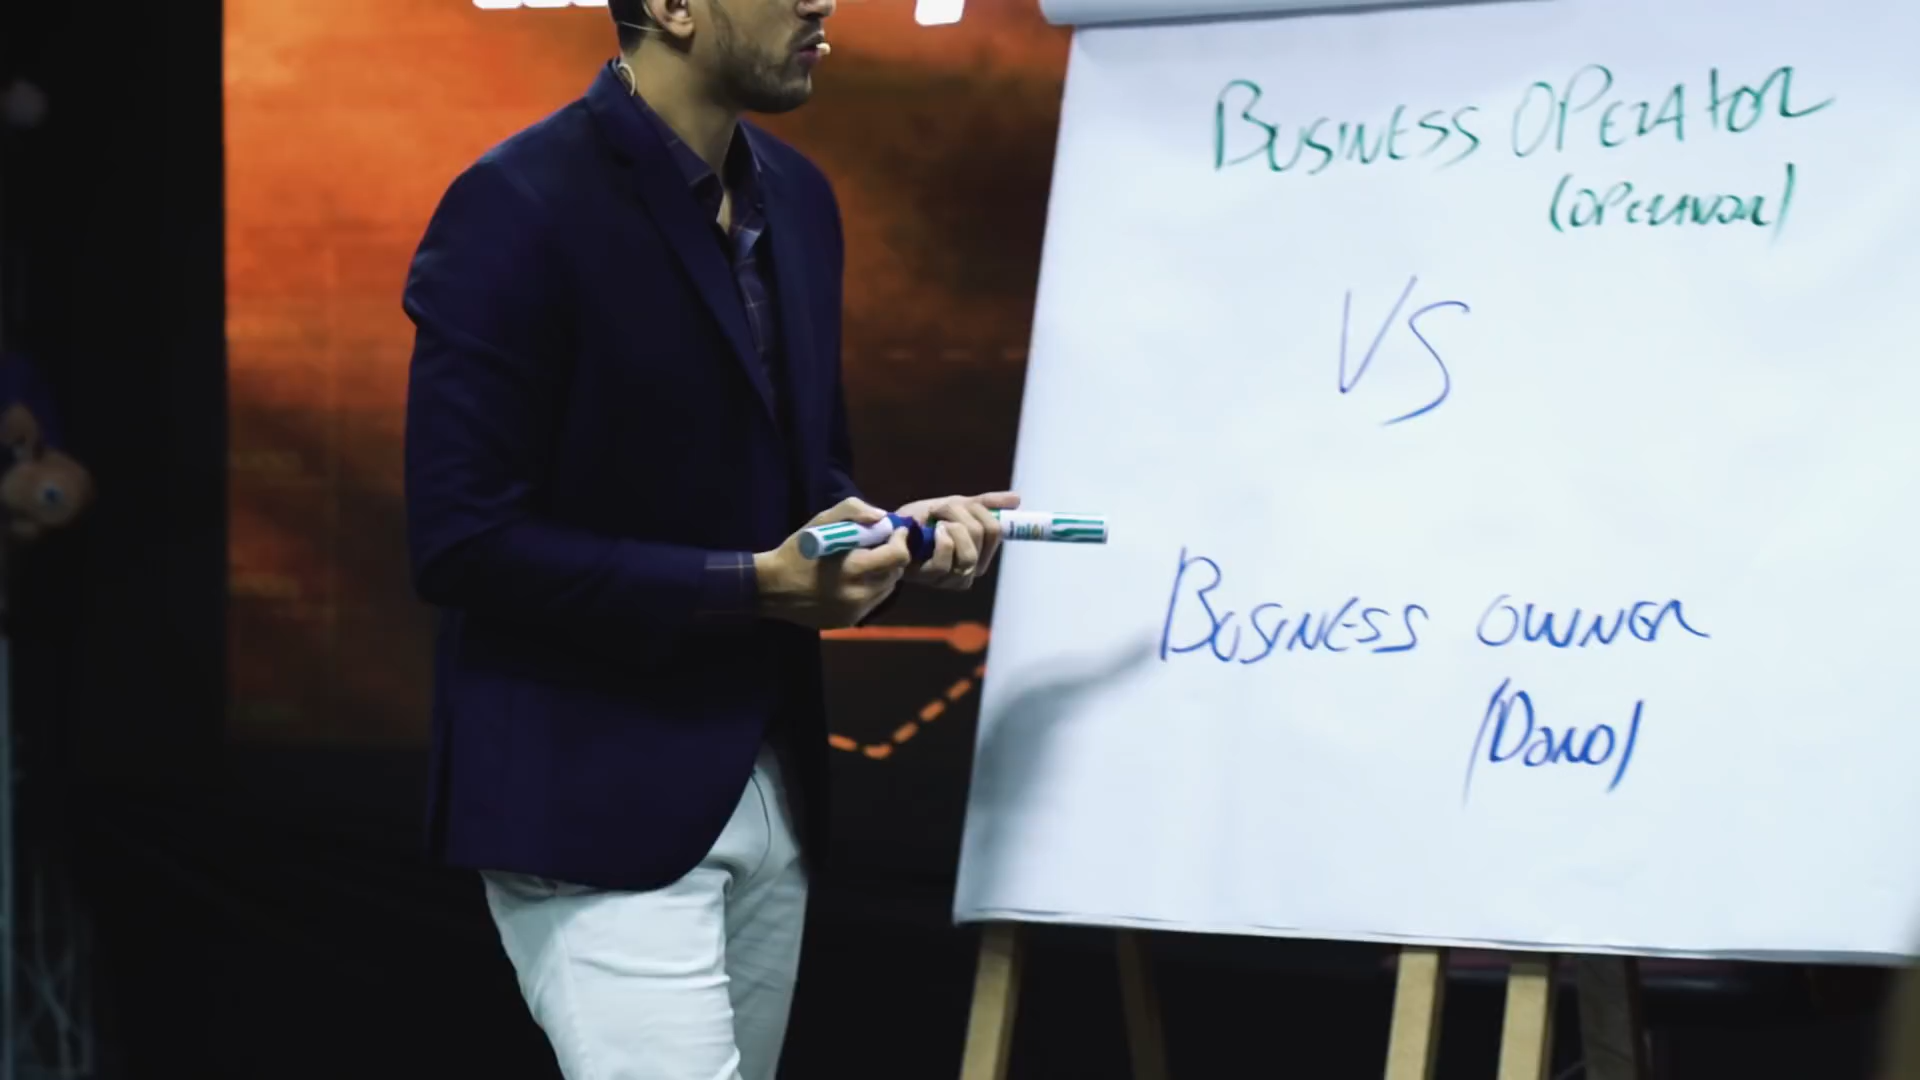 BUSINESS OPERATOR
(OPERADOR)
VS
BUSINESS OWNER
(DONO)